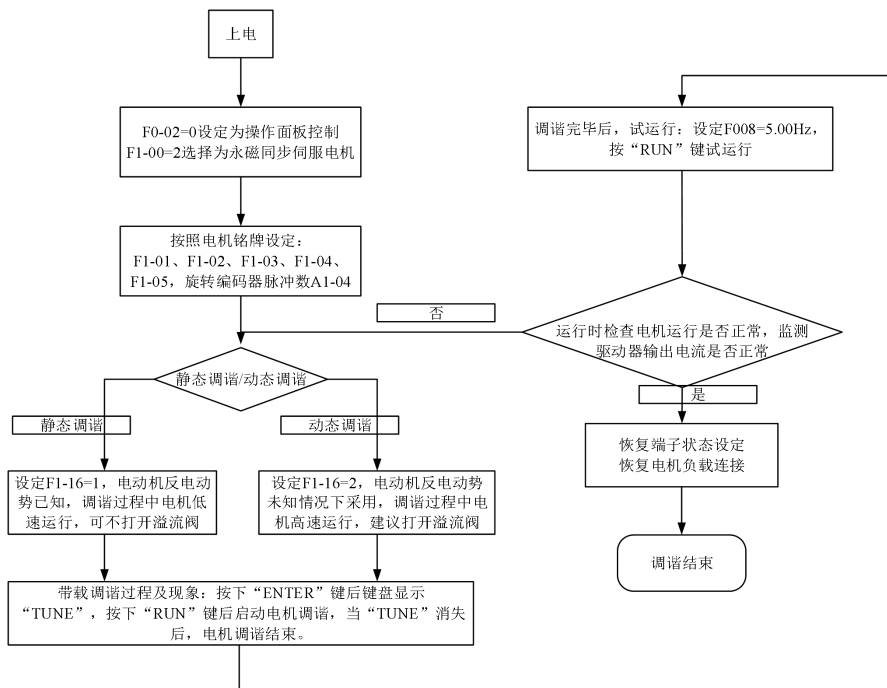 上电
F0-02=0设定为操作面板控制
F1-00=2选择为永磁同步伺服电机
按照电机铭牌设定：
F1-01、F1-02、F1-03、F1-04、
F1-05，旋转编码器脉冲数A1-04
静态调谐/动态调谐
静态调谐
动态调谐
设定F1-16=1，电动机反电动
势已知，调谐过程中电机低
速运行，可不打开溢流阀
设定F1-16=2，电动机反电动势
未知情况下采用，调谐过程中电
机高速运行，建议打开溢流阀
带载调谐过程及现象：按下“ENTER”键后键盘显示
“TUNE”，按下“RUN”键后启动电机调谐，当“TUNE”消失
后，电机调谐结束。
调谐完毕后，试运行：设定F008=5.00Hz，
按“RUN”键试运行
运行时检查电机运行是否正常，监测
驱动器输出电流是否正常
否
是
恢复端子状态设定
恢复电机负载连接
调谐结束